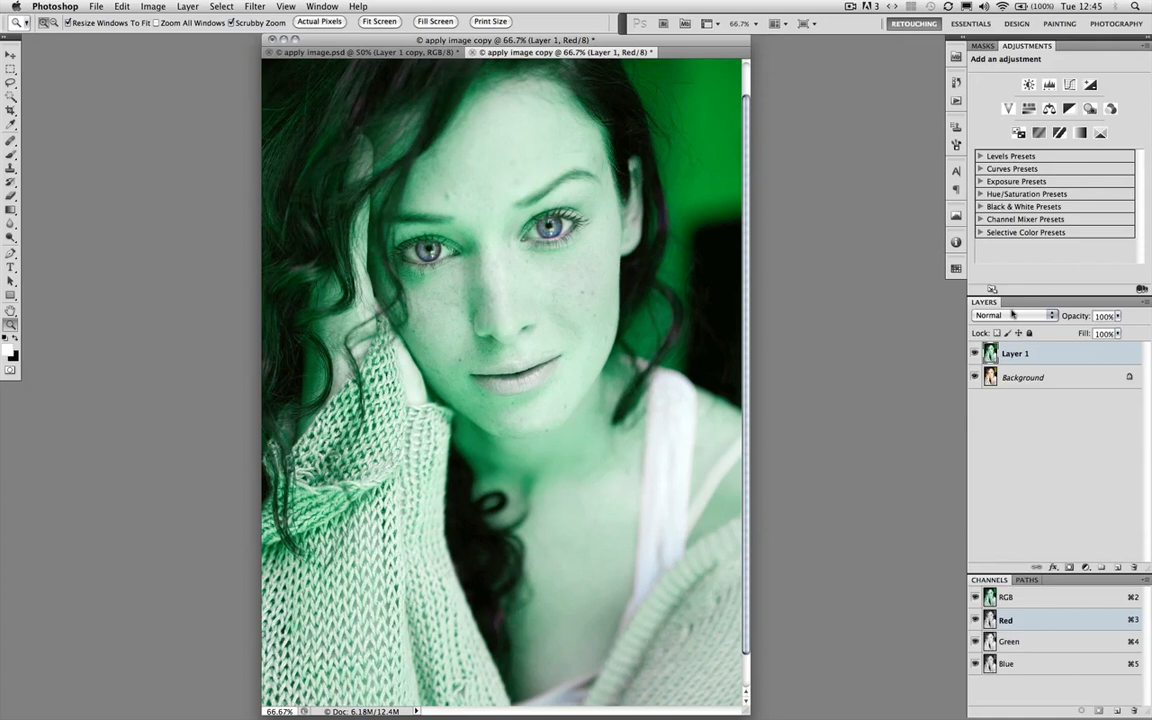 Photoshop File Edit Image Layer Select Filter View Window Help
3 (100%) Tue 12:45
Resize Windows To Fit Zoom All Windows Scrubby Zoom Actual Pixels Fit Screen Fill Screen Print Size
Ps Br Mb 66.7% RETOUCHING ESSENTIALS DESIGN PAINTING PHOTOGRAPHY
© apply image copy @ 66.7% (Layer 1, Red/8) *
© apply image.psd @ 50% (Layer 1 copy, RGB/8) * © apply image copy @ 66.7% (Layer 1, Red/8) *
MASKS ADJUSTMENTS
Add an adjustment
Levels Presets
Curves Presets
Exposure Presets
Hue/Saturation Presets
Black & White Presets
Channel Mixer Presets
Selective Color Presets
LAYERS
Normal Opacity: 100%
Lock: Fill: 100%
Layer 1
Background
CHANNELS PATHS
RGB ⌘2
Red ⌘3
Green ⌘4
Blue ⌘5
66.67% © Doc: 6.18M/12.4M